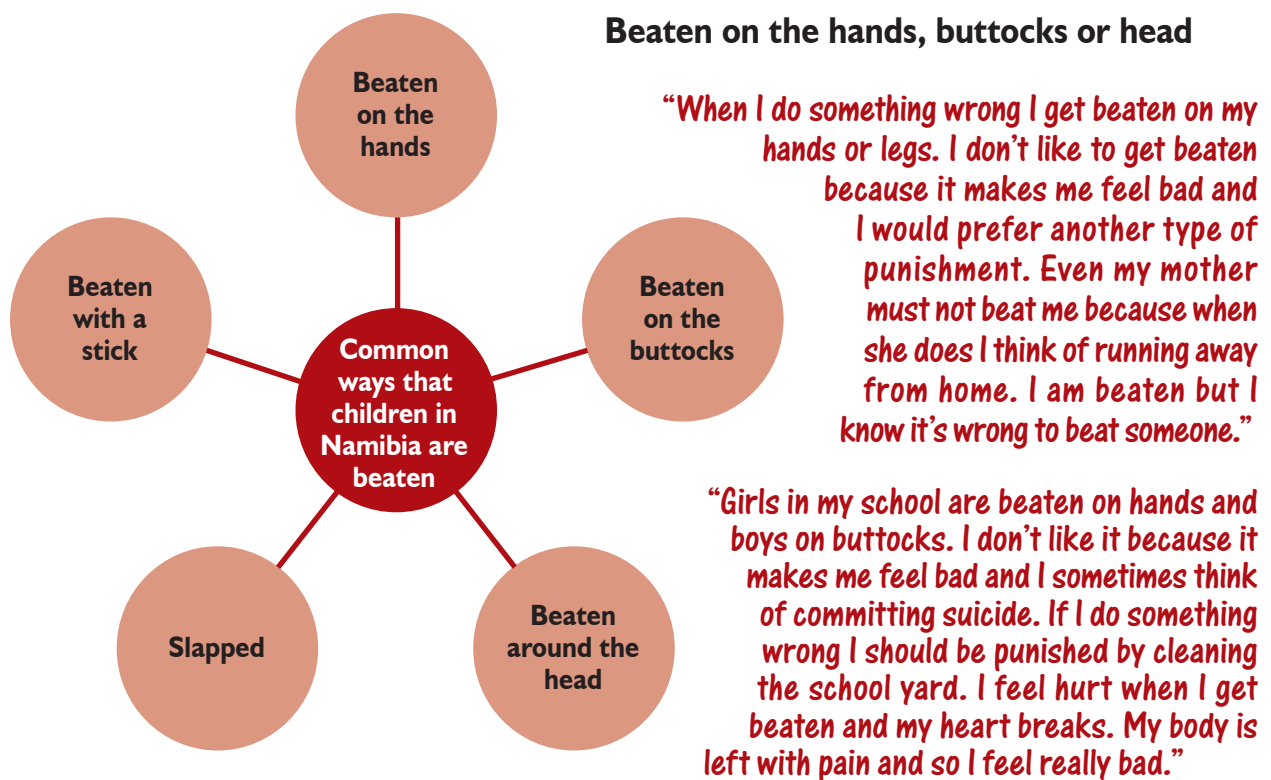 Beaten on the hands, buttocks or head
Beaten
on the
hands
Beaten
with a
stick
Beaten
on the
buttocks
Common
ways that
children in
Namibia are
beaten
Slapped
Beaten
around the
head
“When I do something wrong I get beaten on my
hands or legs. I don’t like to get beaten
because it makes me feel bad and
I would prefer another type of
punishment. Even my mother
must not beat me because when
she does I think of running away
from home. I am beaten but I
know it’s wrong to beat someone.”
“Girls in my school are beaten on hands and
boys on buttocks. I don’t like it because it
makes me feel bad and I sometimes think
of committing suicide. If I do something
wrong I should be punished by cleaning
the school yard. I feel hurt when I get
beaten and my heart breaks. My body is
left with pain and so I feel really bad.”